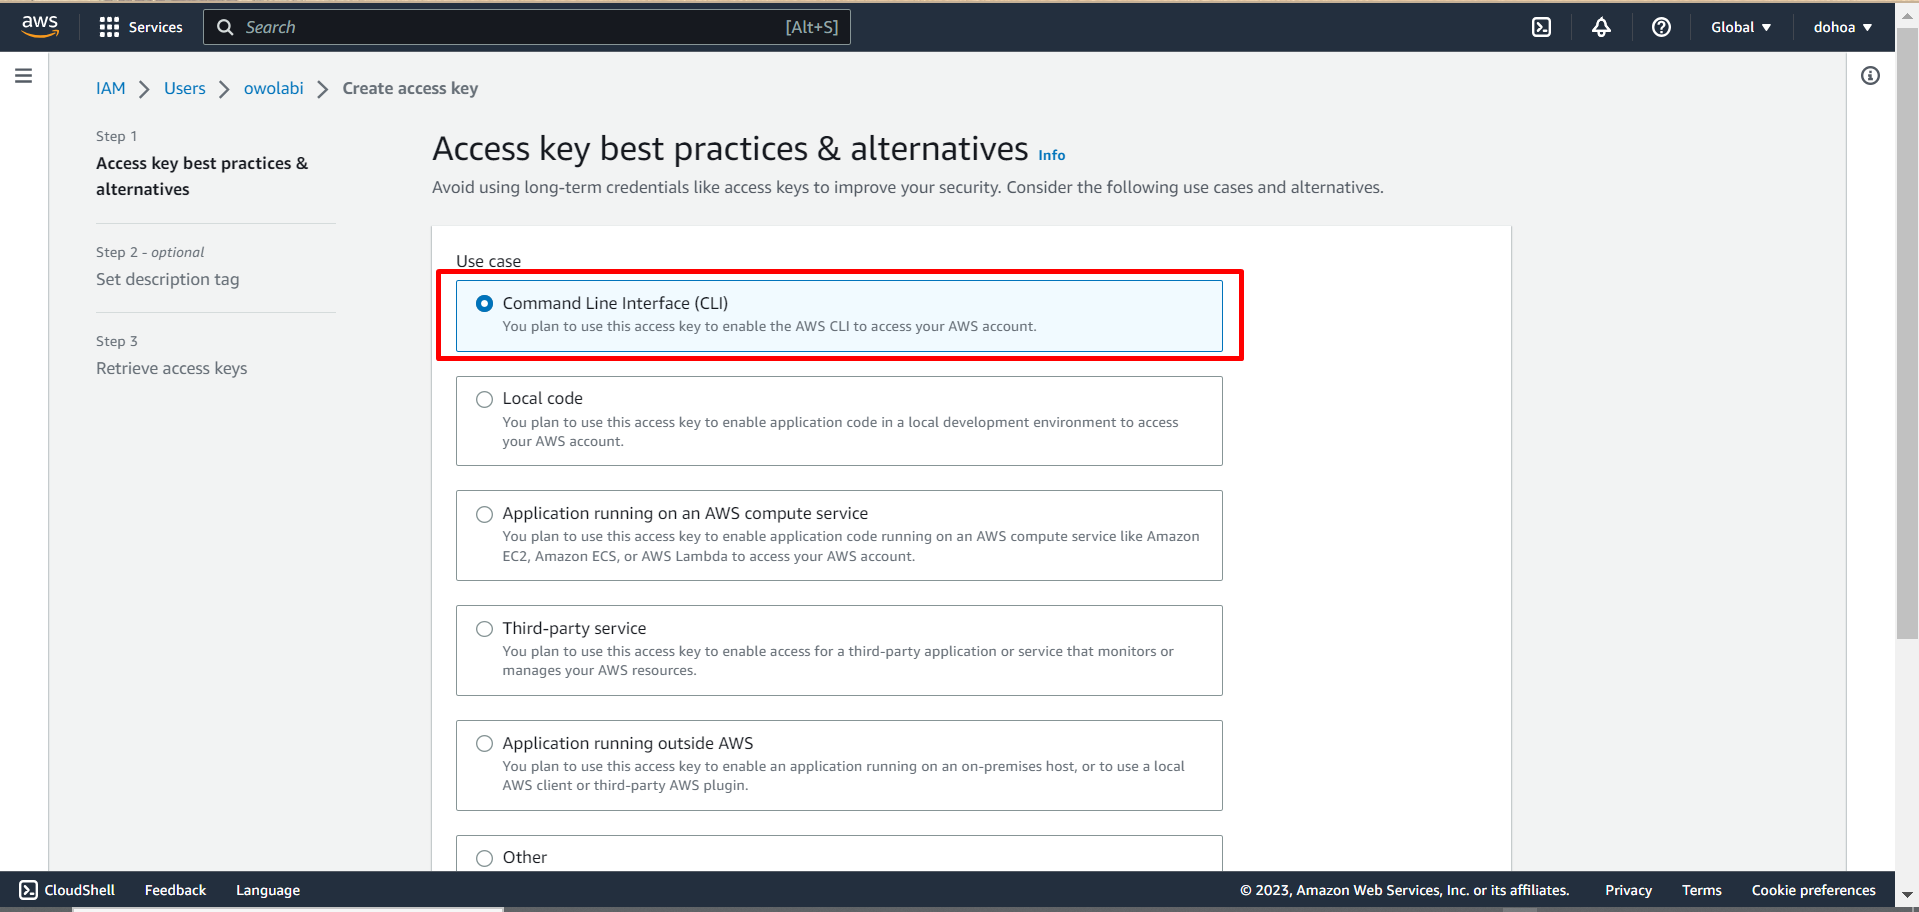 aws
Services
Search
[Alt+S]
Global
dohoa
IAM
Users
owolabi
Create access key
Step 1
Access key best practices &
alternatives
Step 2 - optional
Set description tag
Step 3
Retrieve access keys
Access key best practices & alternatives Info
Avoid using long-term credentials like access keys to improve your security. Consider the following use cases and alternatives.
Use case
Command Line Interface (CLI)
You plan to use this access key to enable the AWS CLI to access your AWS account.
Local code
You plan to use this access key to enable application code in a local development environment to access
your AWS account.
Application running on an AWS compute service
You plan to use this access key to enable application code running on an AWS compute service like Amazon
EC2, Amazon ECS, or AWS Lambda to access your AWS account.
Third-party service
You plan to use this access key to enable access for a third-party application or service that monitors or
manages your AWS resources.
Application running outside AWS
You plan to use this access key to enable an application running on an on-premises host, or to use a local
AWS client or third-party AWS plugin.
Other
CloudShell
Feedback
Language
© 2023, Amazon Web Services, Inc. or its affiliates.
Privacy
Terms
Cookie preferences